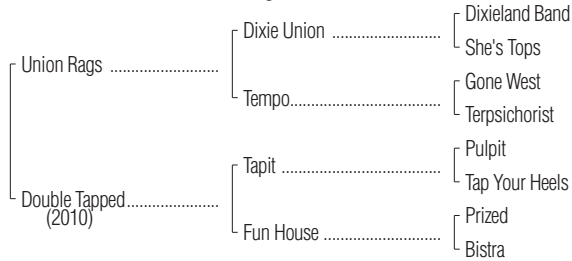 Dixieland Band
Dixie Union ......................
She's Tops
Union Rags ......................
Gone West
Tempo..............................
Terpsichorist
Pulpit
Tapit ................................
Tap Your Heels
Double Tapped...................
(2010)
Prized
Fun House ........................
Bistra